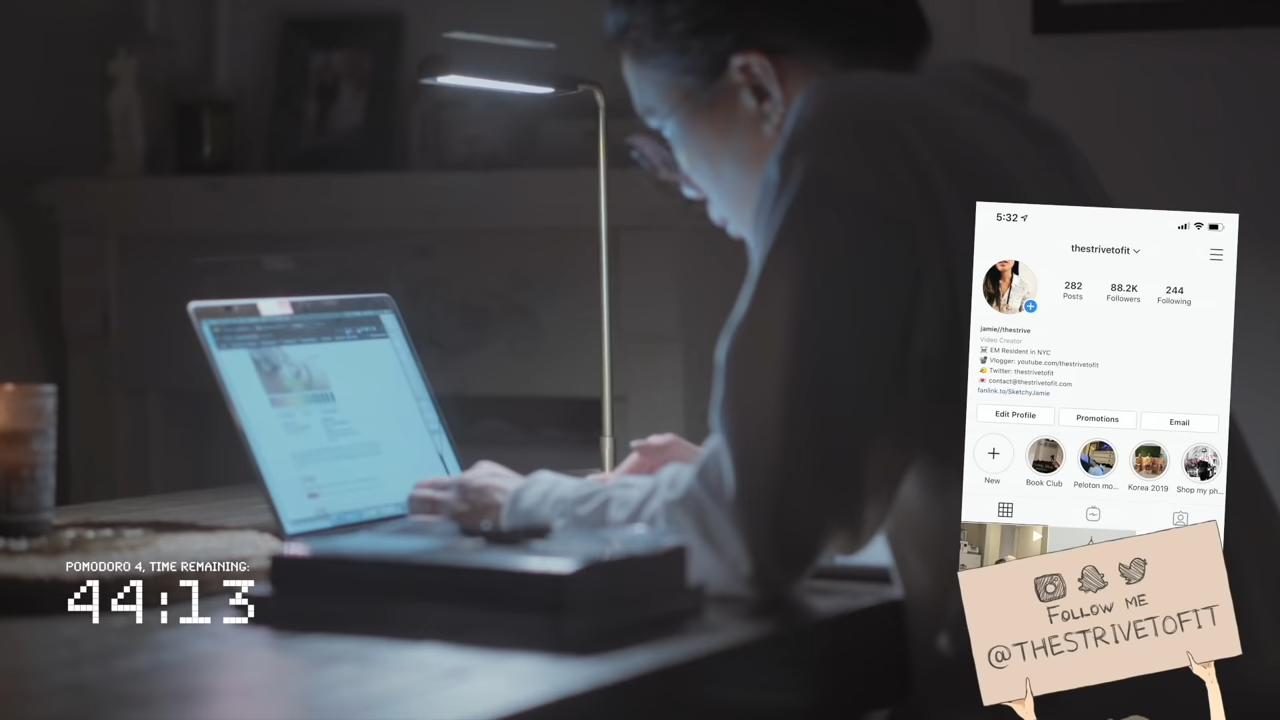 POMODORO 4, TIME REMAINING:
44:13
5:32
thestrivetofit
282 88.2K 244
Posts Followers Following
jamie//thestrive
Video Creator
EM Resident in NYC
Vlogger: youtube.com/thestrivetofit
Twitter: thestrivetofit
contact@thestrivetofit.com
fanlink.to/SketchyJamie
Edit Profile Promotions Email
New Book Club Peloton mo... Korea 2019 Shop my ph...
FOLLOW ME
@THESTRIVETOFIT